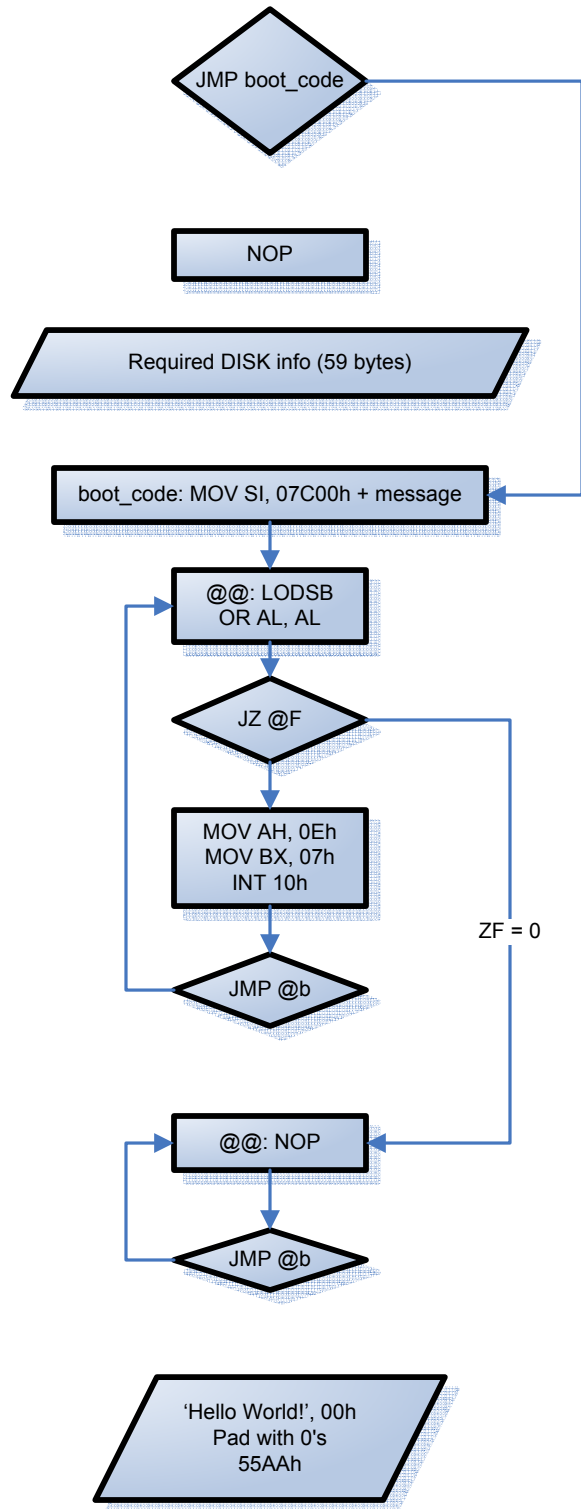 JMP boot_code
NOP
Required DISK info (59 bytes)
boot_code: MOV SI, 07C00h + message
@@: LODSB
OR AL, AL
JZ @F
MOV AH, 0Eh
MOV BX, 07h
INT 10h
ZF = 0
JMP @b
@@: NOP
JMP @b
‘Hello World!’, 00h
Pad with 0's
55AAh